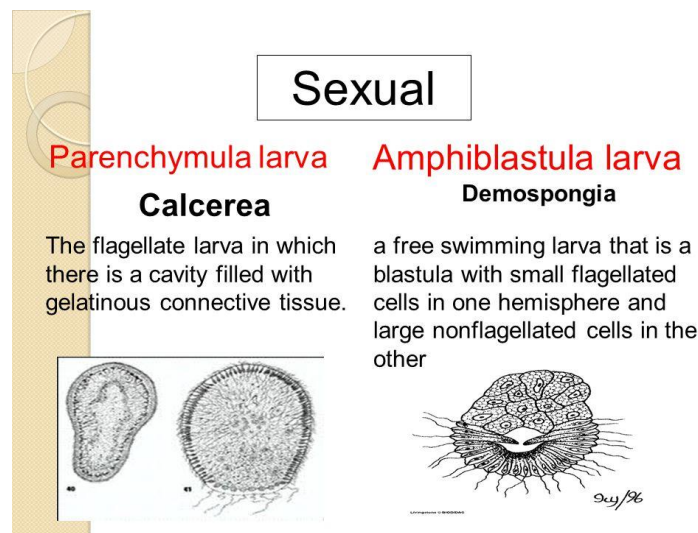 Sexual
Parenchymula larva
Calcerea
The flagellate larva in which
there is a cavity filled with
gelatinous connective tissue.
40
41
Amphiblastula larva
Demospongia
a free swimming larva that is a
blastula with small flagellated
cells in one hemisphere and
large nonflagellated cells in the
other
Livingstone © BIODIDAC